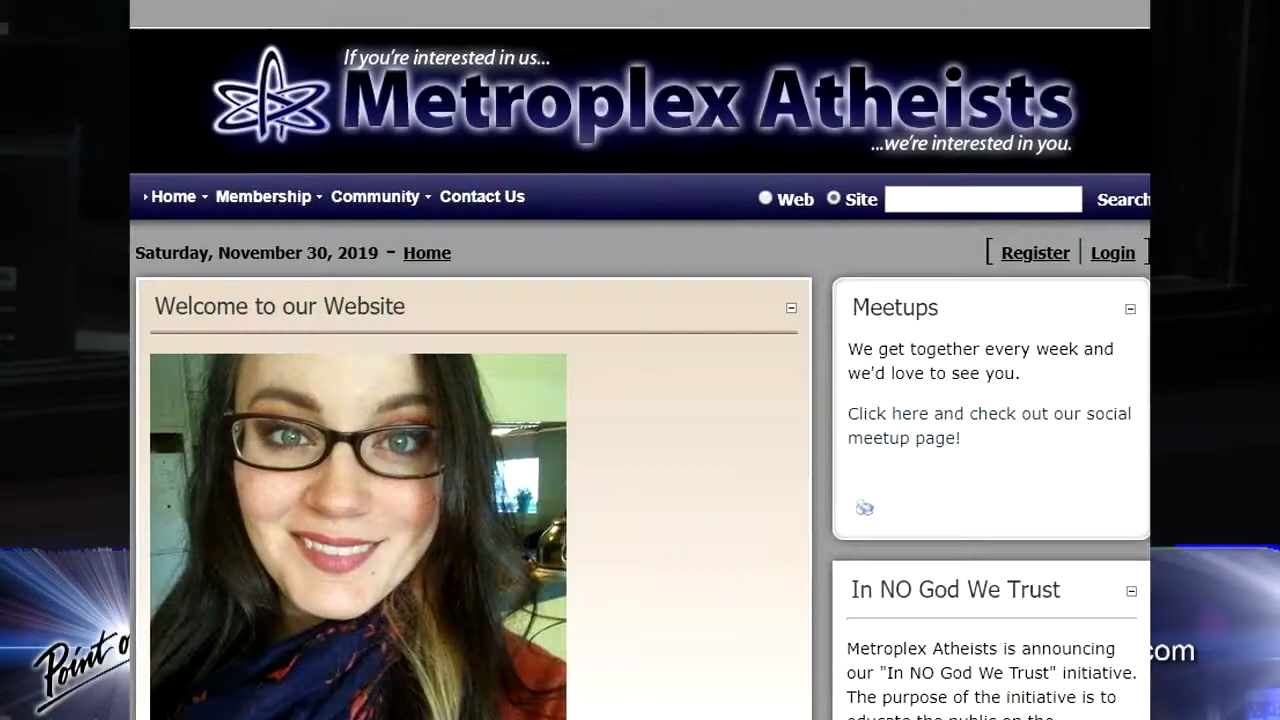 If you're interested in us...
Metroplex Atheists
...we're interested in you.
Home Membership Community Contact Us
Web Site Search
Saturday, November 30, 2019 - Home
[ Register | Login ]
Welcome to our Website
Meetups
We get together every week and
we'd love to see you.
Click here and check out our social
meetup page!
In NO God We Trust
Metroplex Atheists is announcing
our "In NO God We Trust" initiative.
The purpose of the initiative is to
Point o
.com